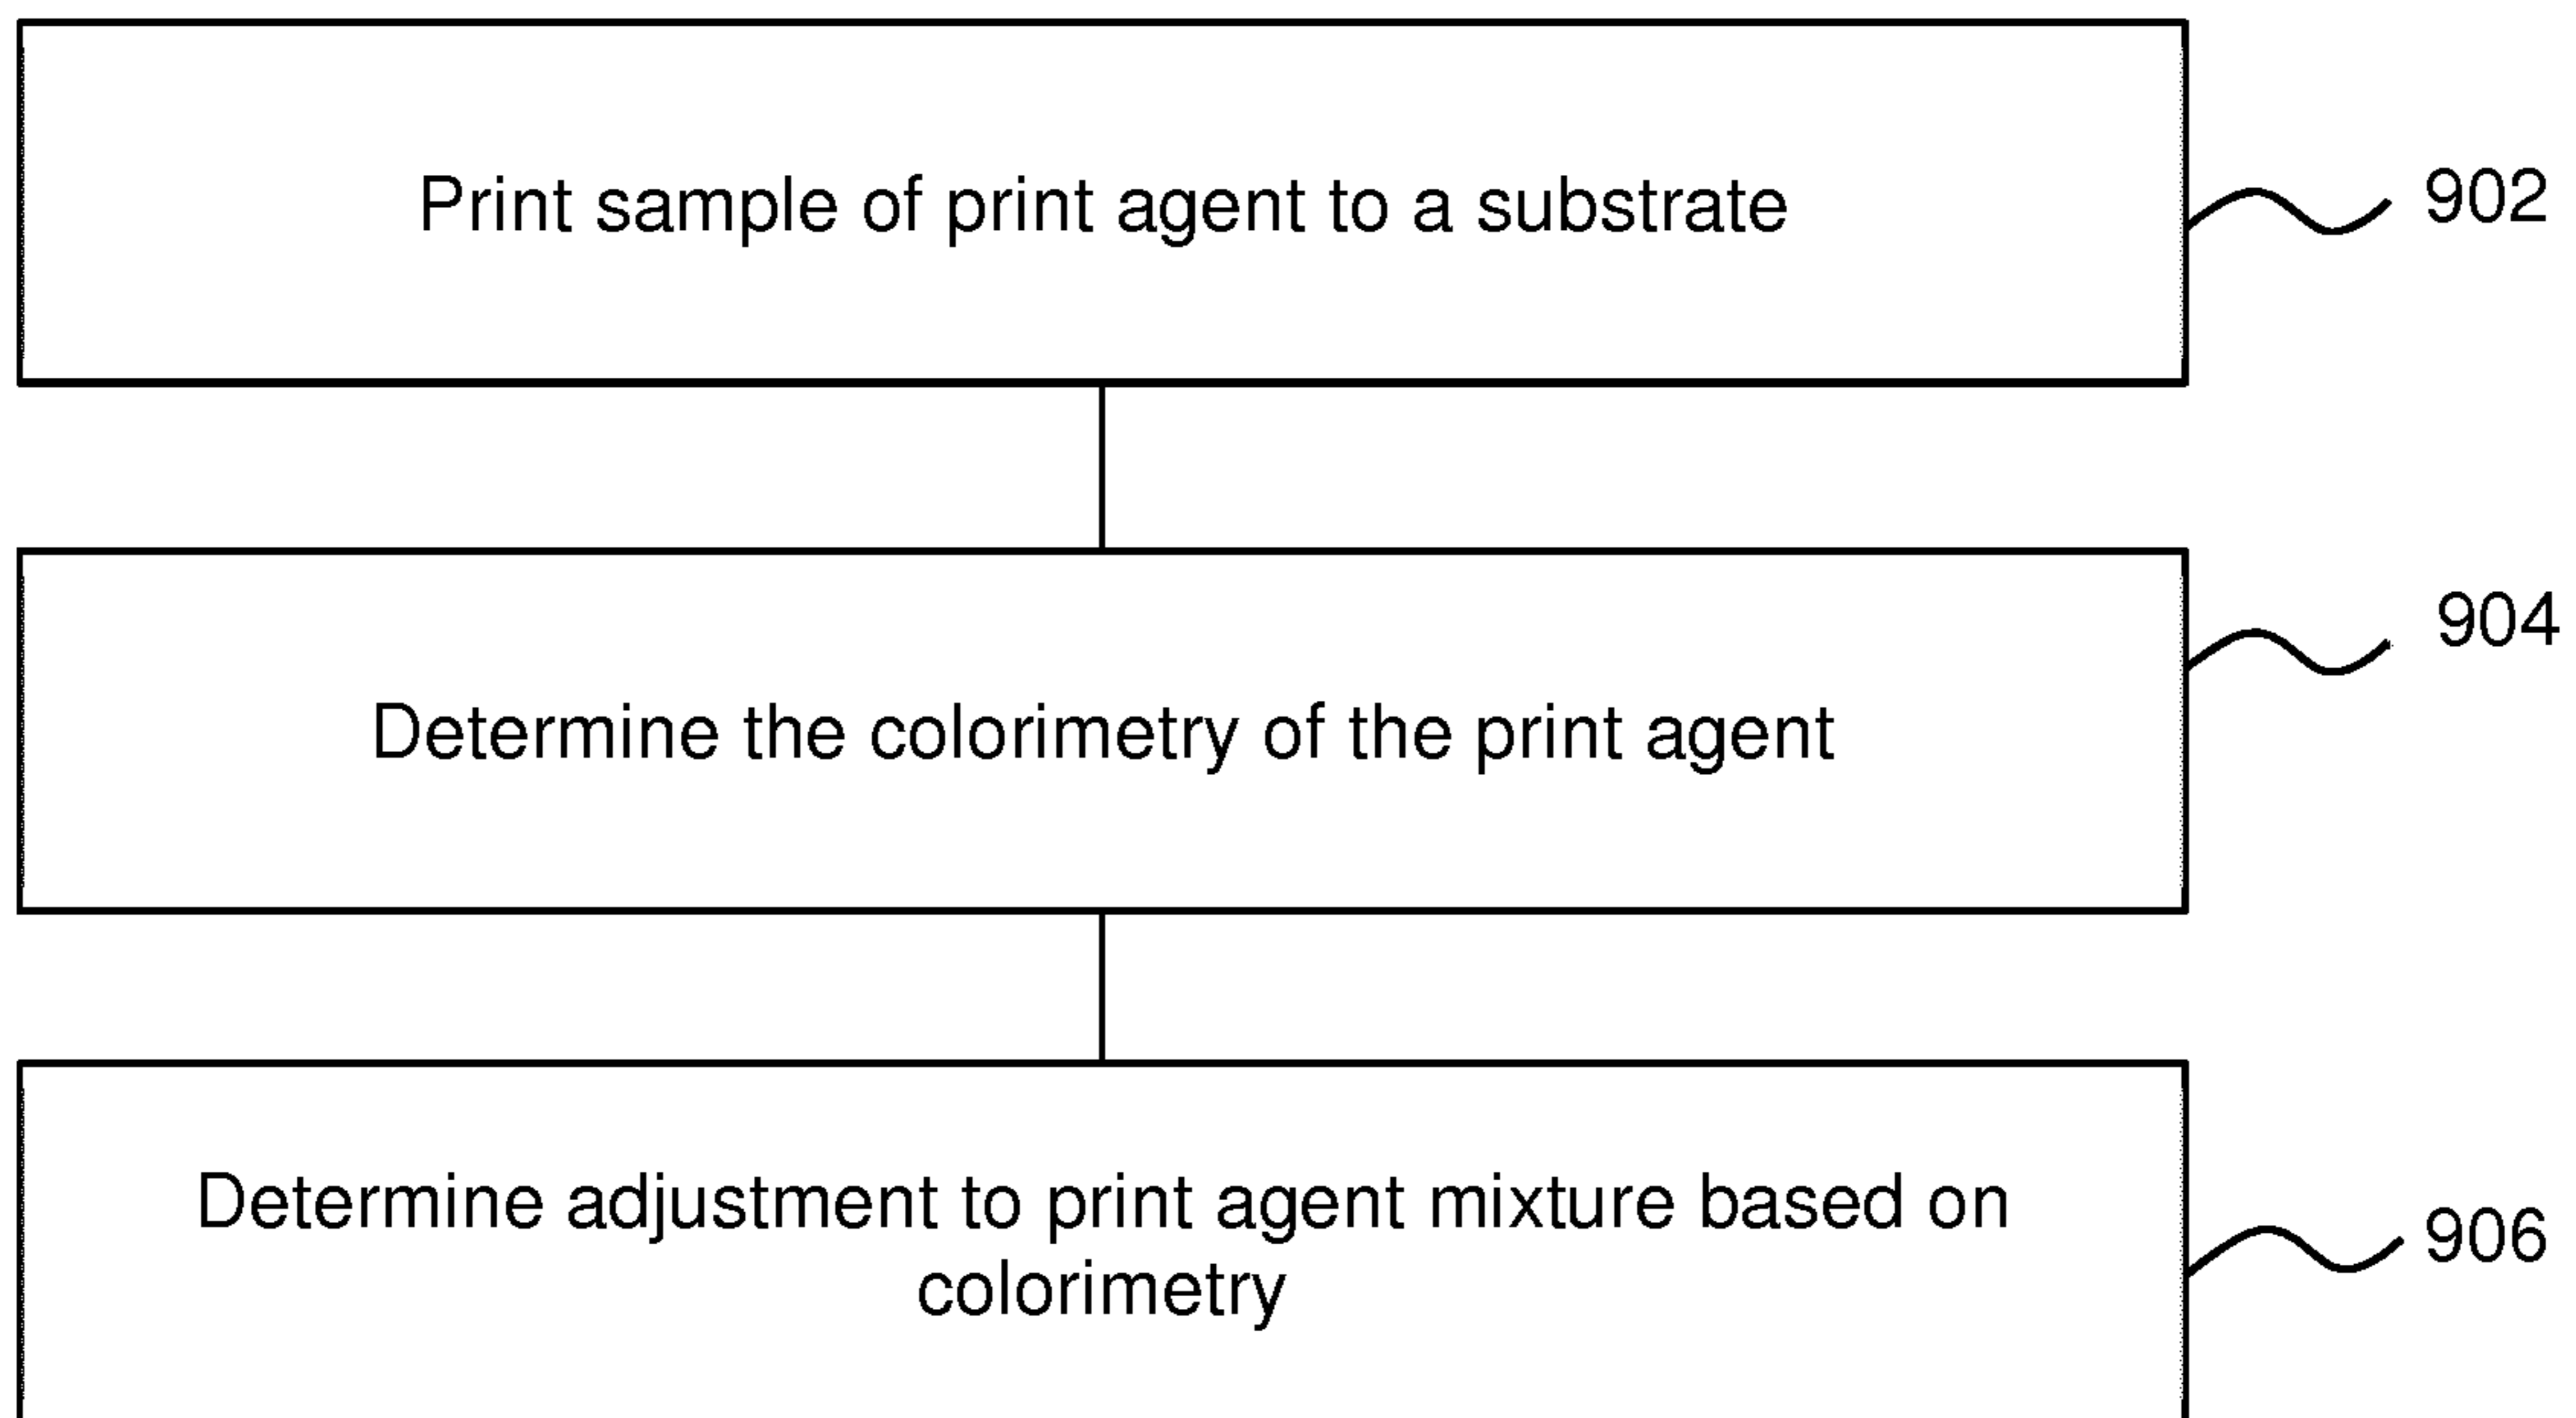 Print sample of print agent to a substrate
902
Determine the colorimetry of the print agent
904
Determine adjustment to print agent mixture based on
colorimetry
906